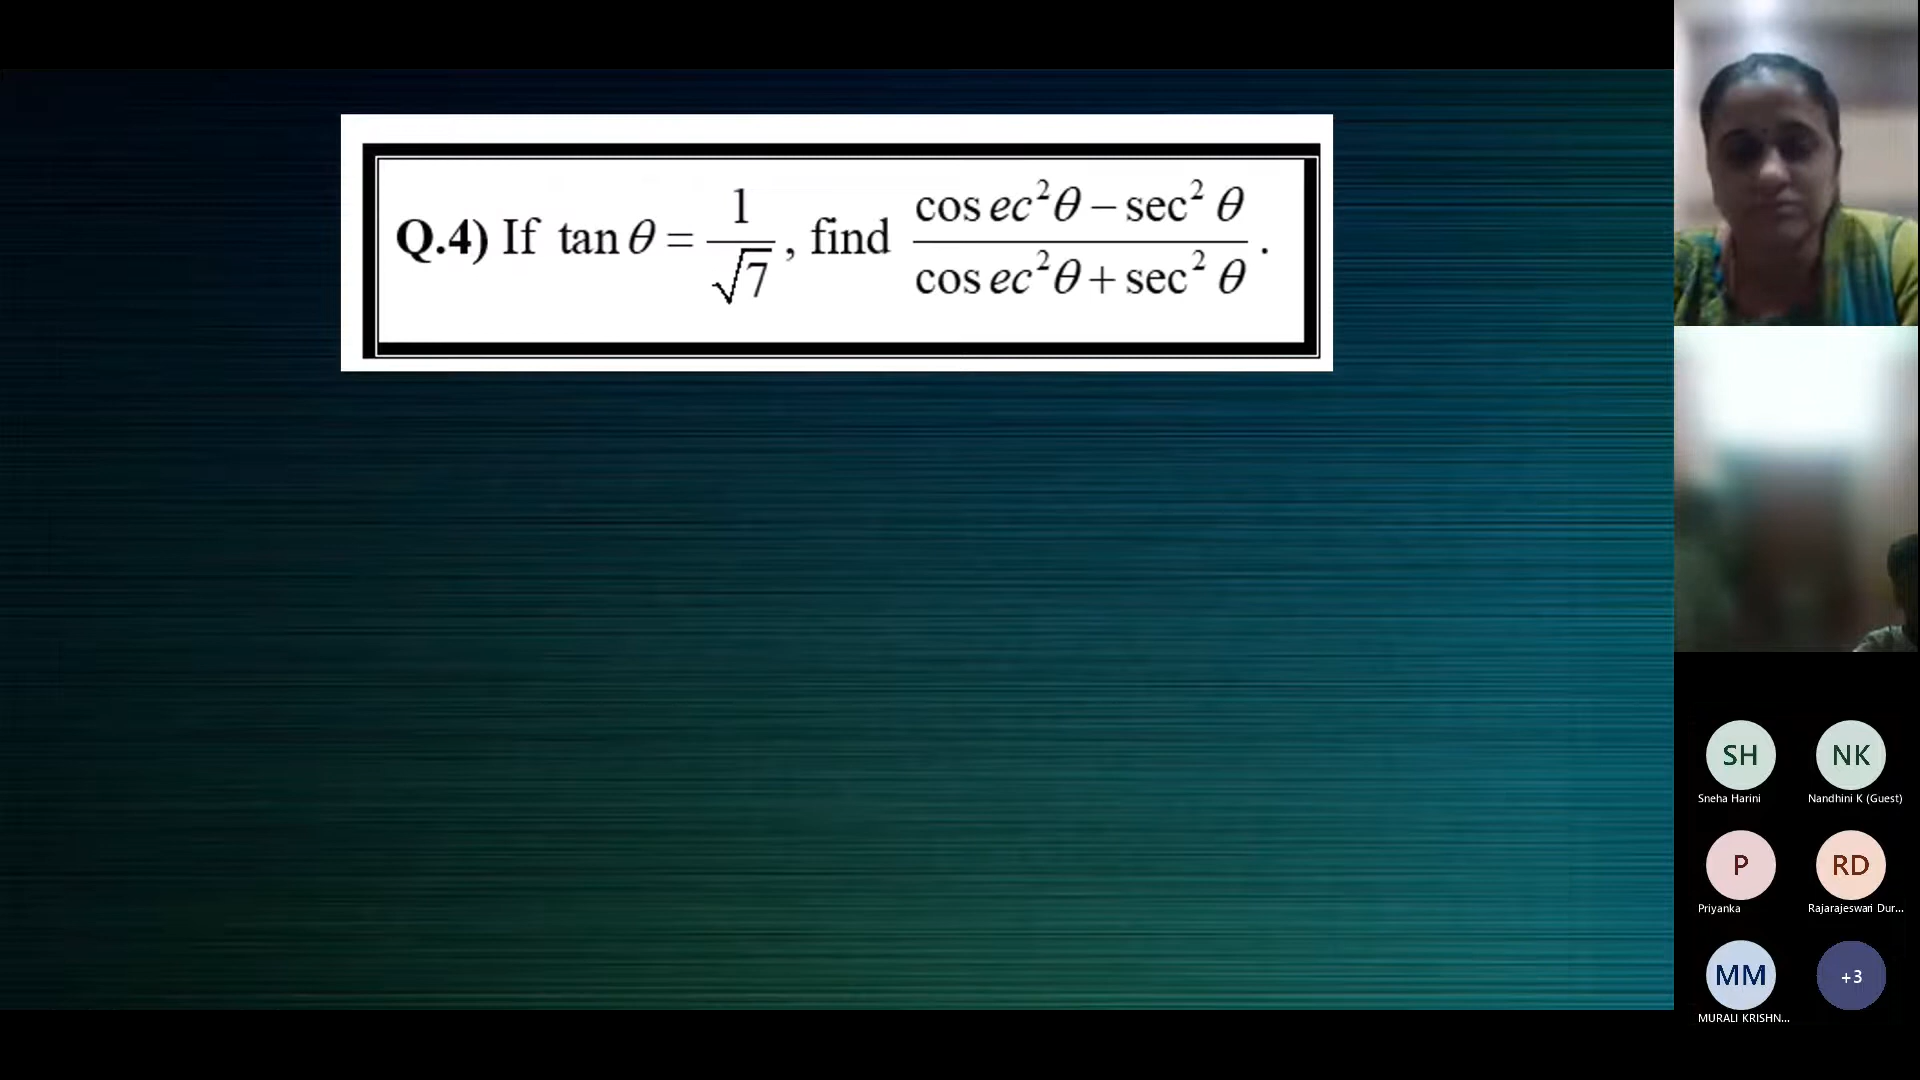 Q.4) If tan θ = 1/√7 , find (cos ec²θ − sec² θ)/(cos ec²θ + sec² θ) .
SH
NK
Sneha Harini
Nandhini K (Guest)
P
RD
Priyanka
Rajarajeswari Dur...
MM
+3
MURALI KRISHN...